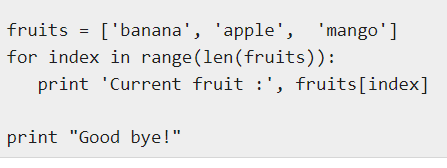 fruits = ['banana', 'apple',  'mango']
for index in range(len(fruits)):
   print 'Current fruit :', fruits[index]

print "Good bye!"